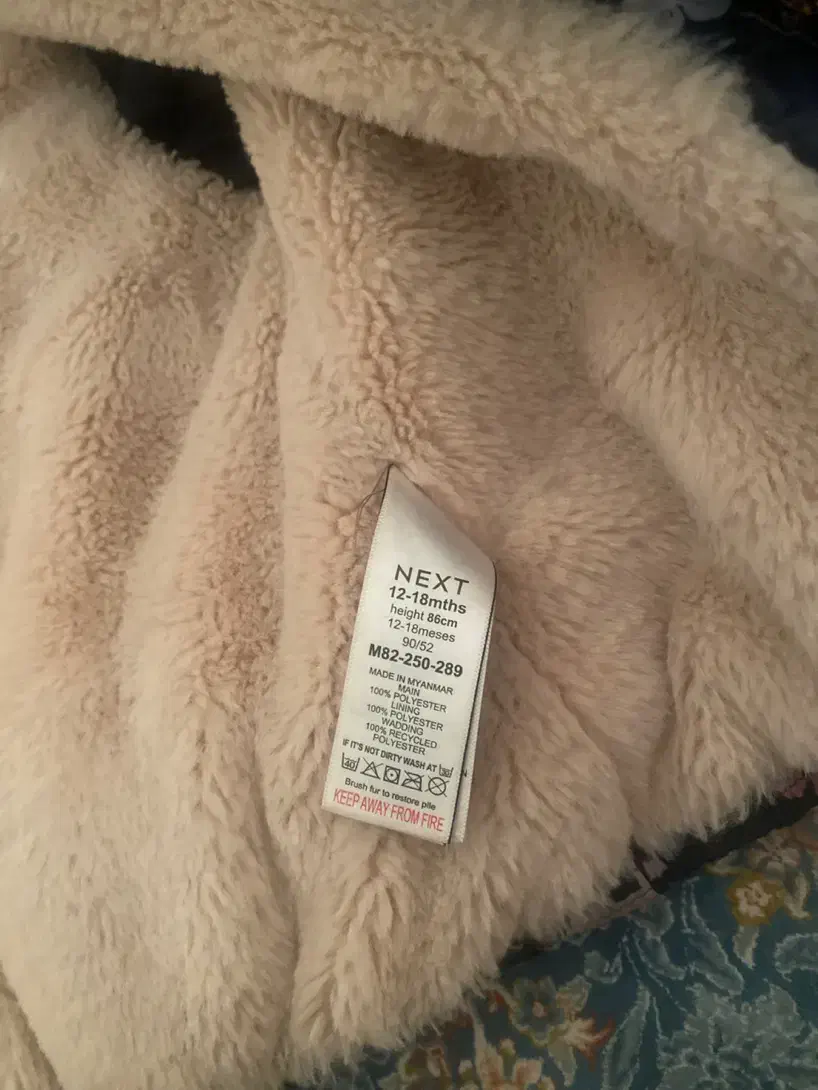 NEXT
12-18mths
height 86cm
12-18meses
90/52
M82-250-289
MADE IN MYANMAR
MAIN
100% POLYESTER
LINING
100% POLYESTER
WADDING
100% RECYCLED
POLYESTER
IF IT'S NOT DIRTY WASH AT 30
40
Brush fur to restore pile
KEEP AWAY FROM FIRE